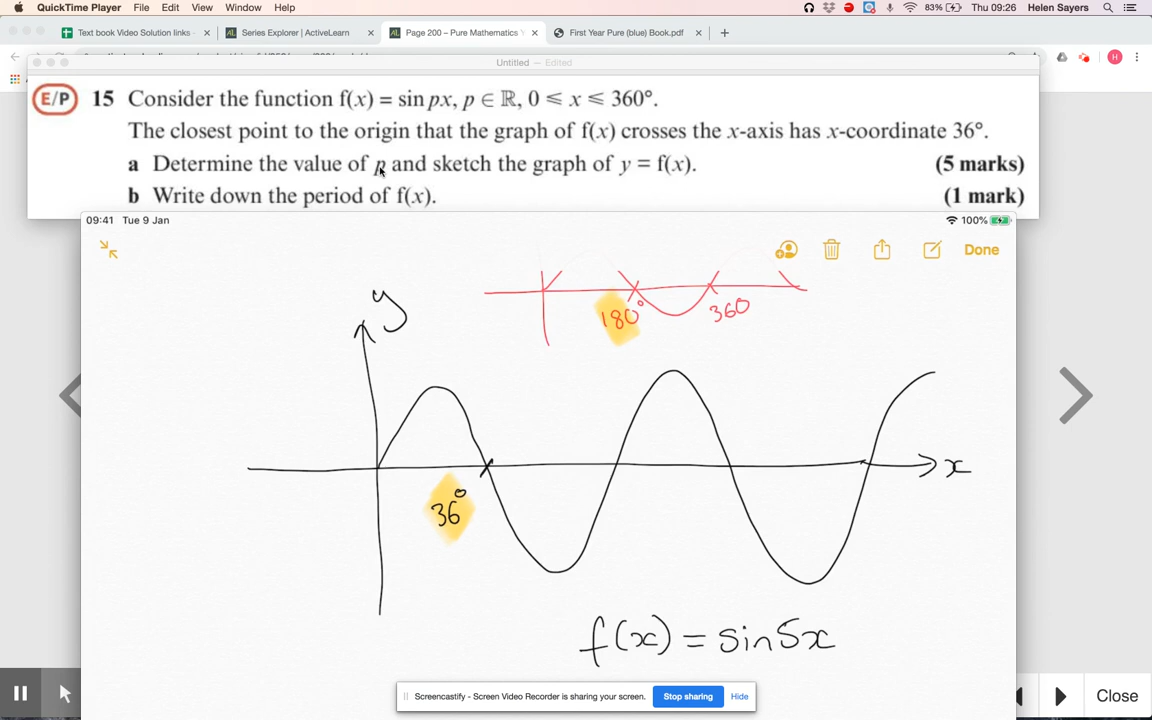 QuickTime Player File Edit View Window Help 83% Thu 09:26 Helen Sayers
Text book Video Solution links - × Series Explorer | ActiveLearn × Page 200 – Pure Mathematics Y × First Year Pure (blue) Book.pdf × +
Untitled — Edited
H
E/P 15 Consider the function f(x) = sin px, p ∈ ℝ, 0 ⩽ x ⩽ 360°.
The closest point to the origin that the graph of f(x) crosses the x-axis has x-coordinate 36°.
a Determine the value of p and sketch the graph of y = f(x). (5 marks)
b Write down the period of f(x). (1 mark)
09:41 Tue 9 Jan 100%
Done
y
180° 360
x
36°
f(x) = sin5x
Screencastify - Screen Video Recorder is sharing your screen. Stop sharing Hide
Close